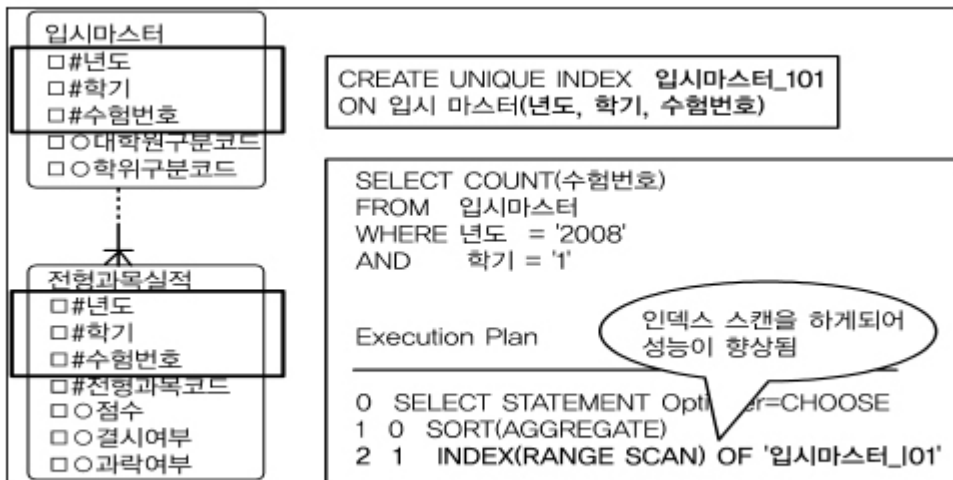 입시마스터
□#년도
□#학기
□#수험번호
□○대학원구분코드
□○학위구분코드
전형과목실적
□#년도
□#학기
□#수험번호
□#전형과목코드
□○점수
□○결시여부
□○과락여부
CREATE UNIQUE INDEX 입시마스터_101
ON 입시 마스터(년도, 학기, 수험번호)
SELECT COUNT(수험번호)
FROM 입시마스터
WHERE 년도 = '2008'
AND 학기 = '1'
인덱스 스캔을 하게되어
성능이 향상됨
Execution Plan
0 SELECT STATEMENT er=CHOOSE
1 0 SORT(AGGREGATE)
2 1 INDEX(RANGE SCAN) OF '입시마스터_I01'